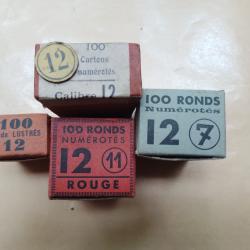 12
100
Cartons
numérotés
Calibre 12
100
de LUSTRÉS
12
100 RONDS
NUMÉROTÉS
12 11
ROUGE
100 RONDS
Numérotés
12 7